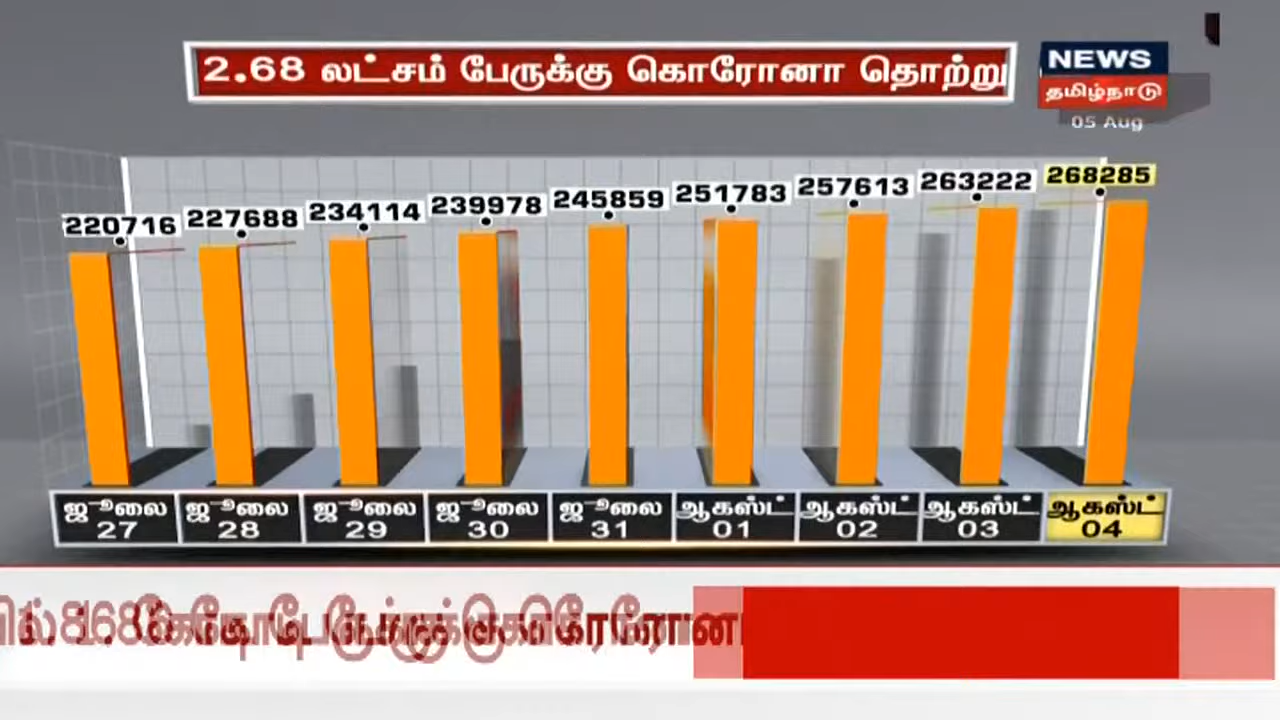 2.68 லட்சம் பேருக்கு கொரோனா தொற்று
NEWS
தமிழ்நாடு
05 Aug
220716 227688 234114 239978 245859 251783 257613 263222 268285
ஜூலை ஜூலை ஜூலை ஜூலை ஜூலை ஆகஸ்ட் ஆகஸ்ட் ஆகஸ்ட் ஆகஸ்ட்
27 28 29 30 31 01 02 03 04